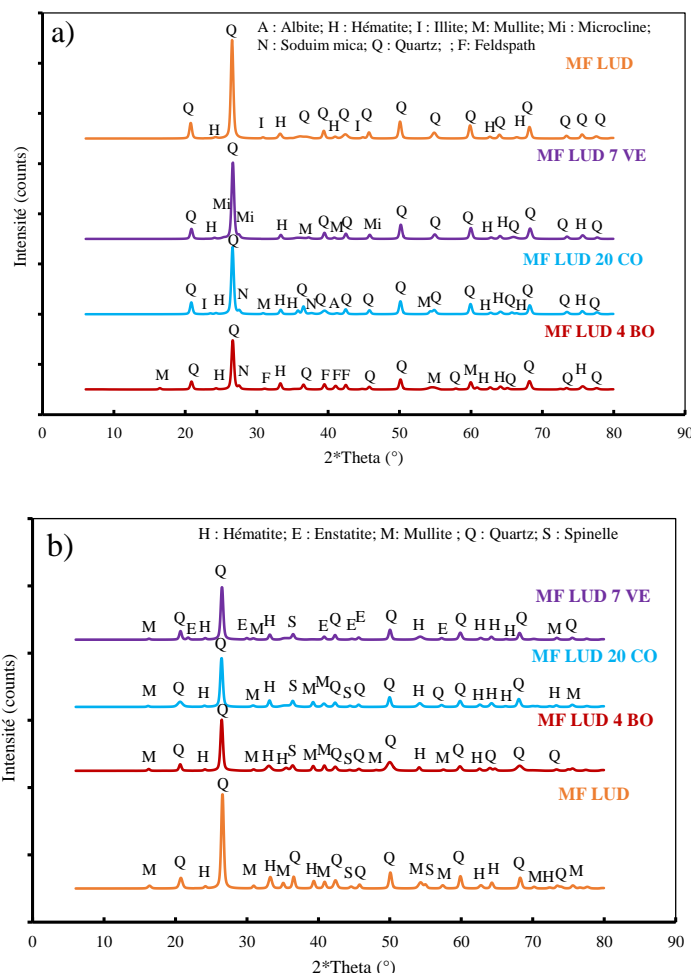 a)
A : Albite; H : Hématite; I : Illite; M: Mullite; Mi : Microcline;
N : Soduim mica; Q : Quartz; ; F: Feldspath
MF LUD
Q Q H Q I H Q Q H Q I Q Q Q Q H Q H Q Q Q Q
MF LUD 7 VE
Q H Mi Q Mi H M Q M Q Mi Q Q Q H H Q Q Q H Q
MF LUD 20 CO
Q I H Q N M H H Q N Q A Q Q Q M Q Q H H Q H Q Q H Q
MF LUD 4 BO
M Q H Q N M F H Q F F F Q Q M Q M H H Q Q Q H Q
Intensité (counts)
0 10 20 30 40 50 60 70 80 90
2*Theta (°)
b)
H : Hématite; E : Enstatite; M: Mullite ; Q : Quartz; S : Spinelle
MF LUD 7 VE
M Q E H Q E M H S E Q E E Q H E Q H H H Q M Q
MF LUD 20 CO
M Q H Q M H S M M Q S Q Q H E Q H H H Q H M
MF LUD 4 BO
M Q H Q M H H S M M Q S Q M Q H M Q H Q Q Q
MF LUD
M Q H Q M H M Q H M Q S Q Q M S M Q H H Q M H Q M
Intensité (counts)
0 10 20 30 40 50 60 70 80 90
2*Theta (°)